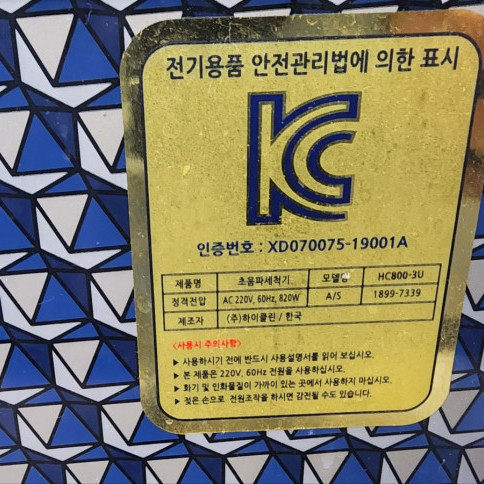 전기용품 안전관리법에 의한 표시
KC
인증번호 : XD070075-19001A
제품명 초음파세척기 모델명 HC800-3U
정격전압 AC 220V, 60Hz, 820W A/S 1899-7339
제조자 (주)하이클린 / 한국
<사용시 주의사항>
▶ 사용하시기 전에 반드시 사용설명서를 읽어 보십시오.
▶ 본 제품은 220V, 60Hz 전원을 사용하십시오.
▶ 화기 및 인화물질이 가까이 있는 곳에서 사용하지 마십시오.
▶ 젖은 손으로 전원조작을 하시면 감전될 수도 있습니다.